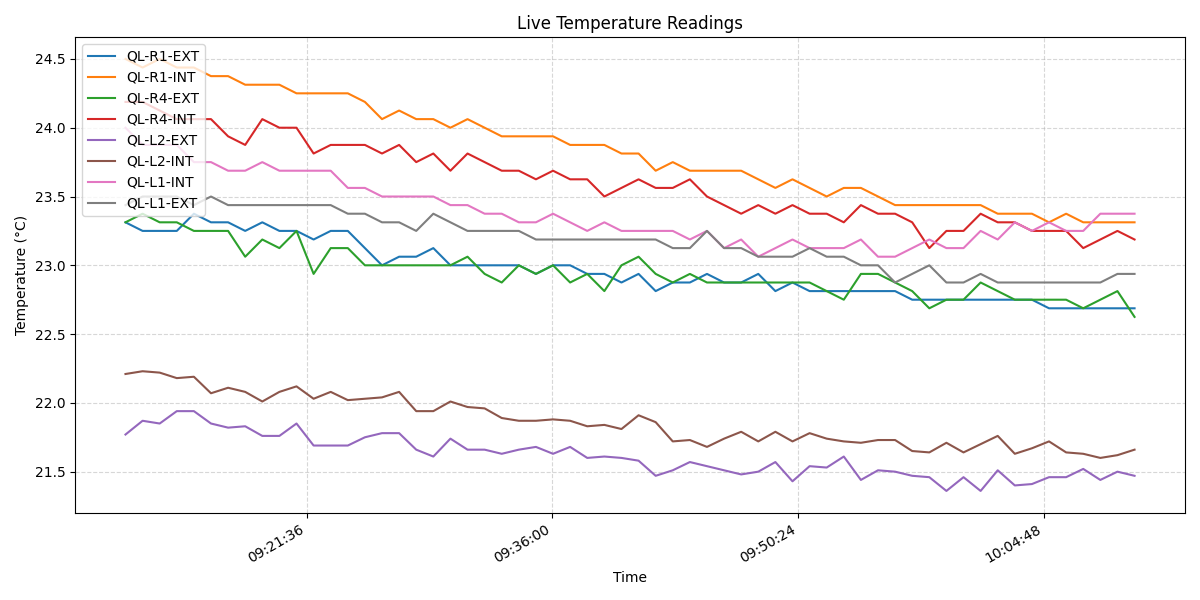 Live Temperature Readings
QL-R1-EXT
QL-R1-INT
QL-R4-EXT
QL-R4-INT
QL-L2-EXT
QL-L2-INT
QL-L1-INT
QL-L1-EXT
24.5
24.0
23.5
23.0
22.5
22.0
21.5
Temperature (°C)
09:21:36
09:36:00
09:50:24
10:04:48
Time